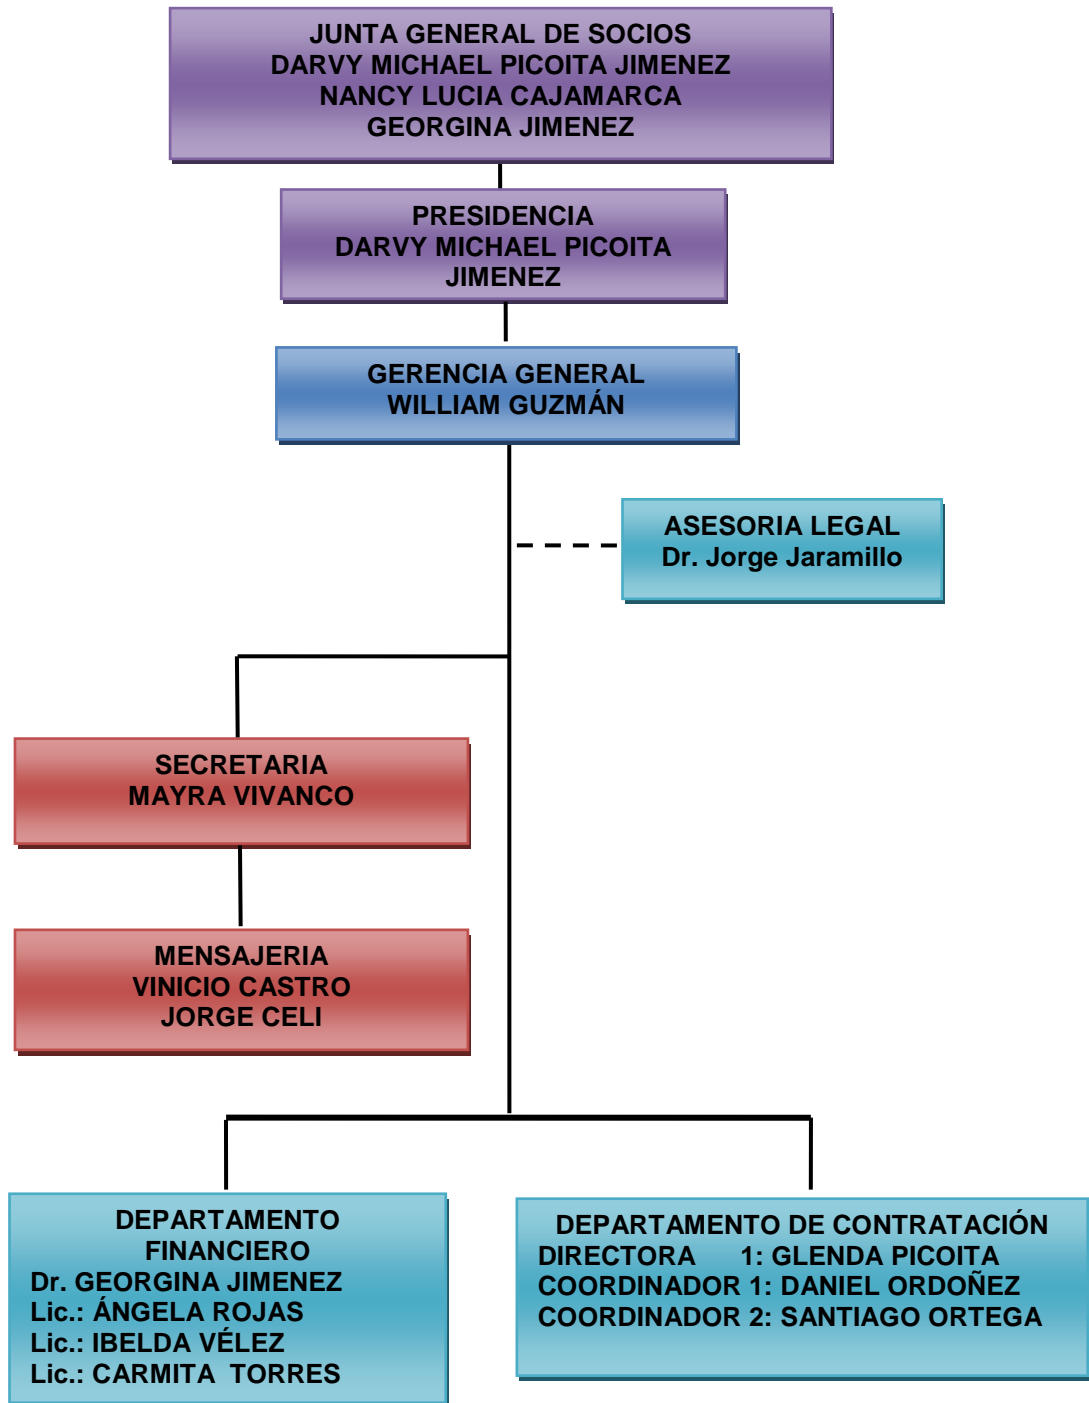 JUNTA GENERAL DE SOCIOS
DARVY MICHAEL PICOITA JIMENEZ
NANCY LUCIA CAJAMARCA
GEORGINA JIMENEZ
PRESIDENCIA
DARVY MICHAEL PICOITA
JIMENEZ
GERENCIA GENERAL
WILLIAM GUZMÁN
ASESORIA LEGAL
Dr. Jorge Jaramillo
SECRETARIA
MAYRA VIVANCO
MENSAJERIA
VINICIO CASTRO
JORGE CELI
DEPARTAMENTO
FINANCIERO
Dr. GEORGINA JIMENEZ
Lic.: ÁNGELA ROJAS
Lic.: IBELDA VÉLEZ
Lic.: CARMITA TORRES
DEPARTAMENTO DE CONTRATACIÓN
DIRECTORA 1: GLENDA PICOITA
COORDINADOR 1: DANIEL ORDOÑEZ
COORDINADOR 2: SANTIAGO ORTEGA